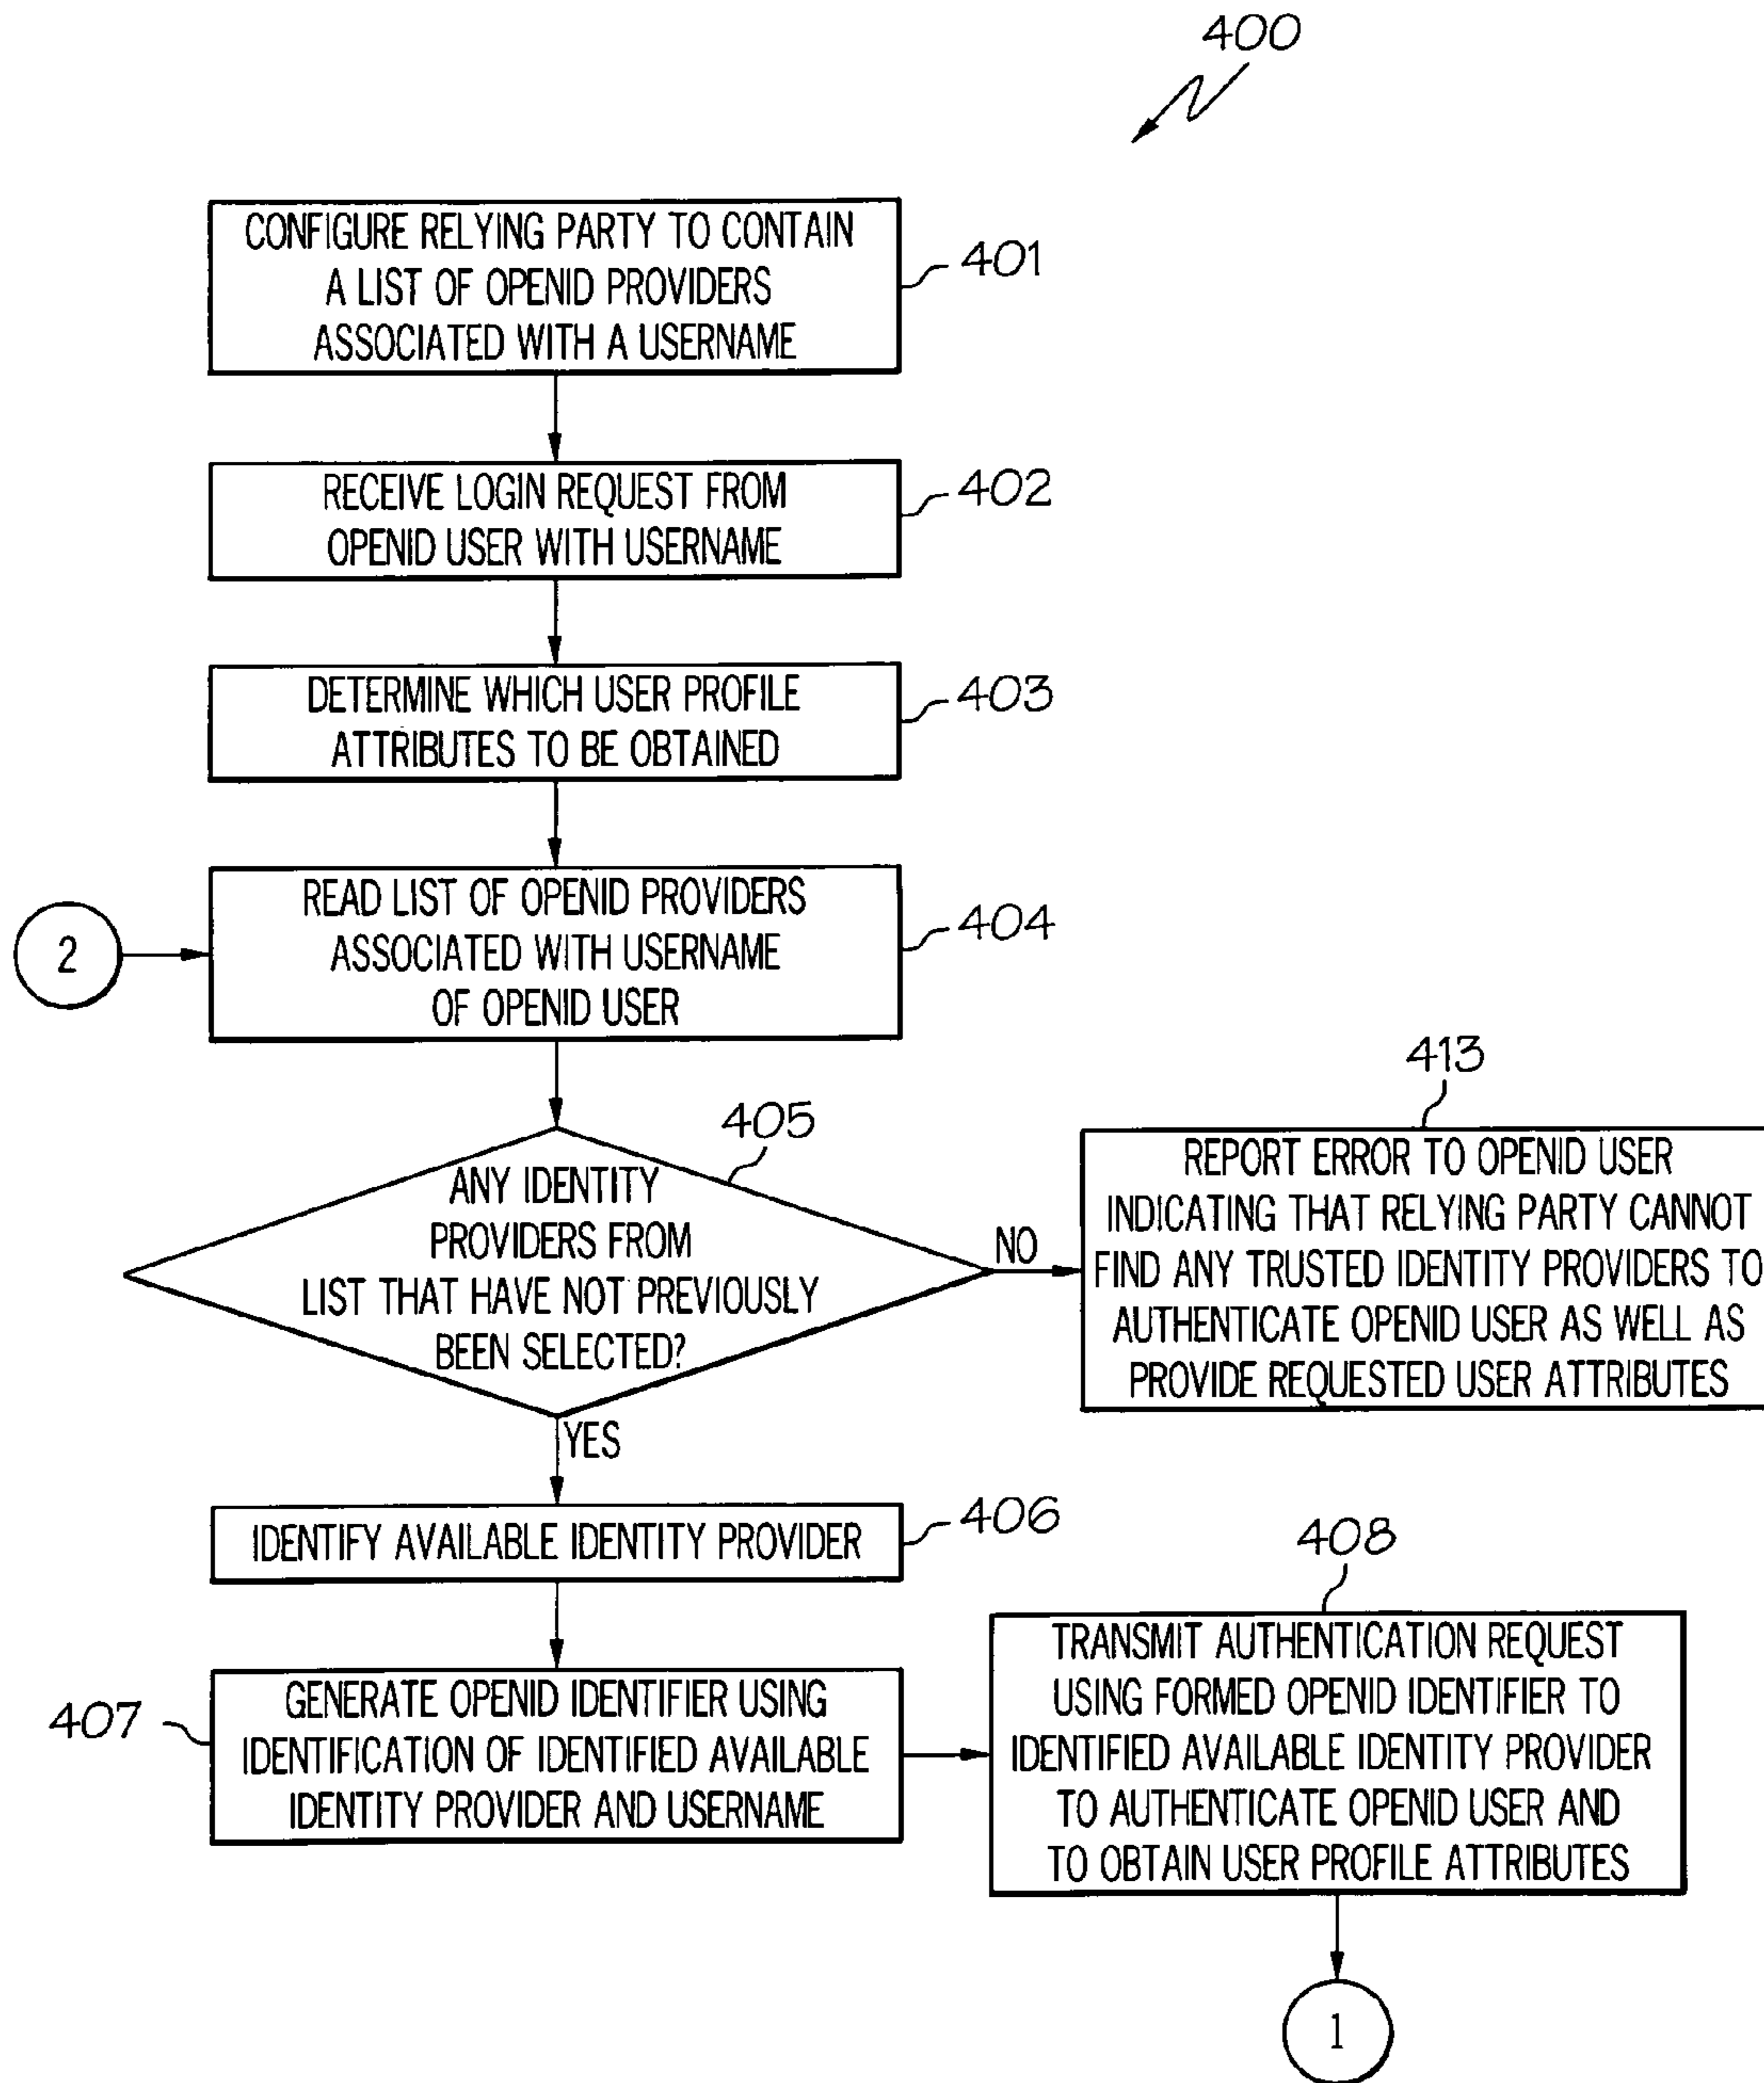 400
CONFIGURE RELYING PARTY TO CONTAIN
A LIST OF OPENID PROVIDERS
ASSOCIATED WITH A USERNAME
401
RECEIVE LOGIN REQUEST FROM
OPENID USER WITH USERNAME
402
DETERMINE WHICH USER PROFILE
ATTRIBUTES TO BE OBTAINED
403
2
READ LIST OF OPENID PROVIDERS
ASSOCIATED WITH USERNAME
OF OPENID USER
404
405
ANY IDENTITY
PROVIDERS FROM
LIST THAT HAVE NOT PREVIOUSLY
BEEN SELECTED?
NO
413
REPORT ERROR TO OPENID USER
INDICATING THAT RELYING PARTY CANNOT
FIND ANY TRUSTED IDENTITY PROVIDERS TO
AUTHENTICATE OPENID USER AS WELL AS
PROVIDE REQUESTED USER ATTRIBUTES
YES
IDENTIFY AVAILABLE IDENTITY PROVIDER
406
407
GENERATE OPENID IDENTIFIER USING
IDENTIFICATION OF IDENTIFIED AVAILABLE
IDENTITY PROVIDER AND USERNAME
408
TRANSMIT AUTHENTICATION REQUEST
USING FORMED OPENID IDENTIFIER TO
IDENTIFIED AVAILABLE IDENTITY PROVIDER
TO AUTHENTICATE OPENID USER AND
TO OBTAIN USER PROFILE ATTRIBUTES
1